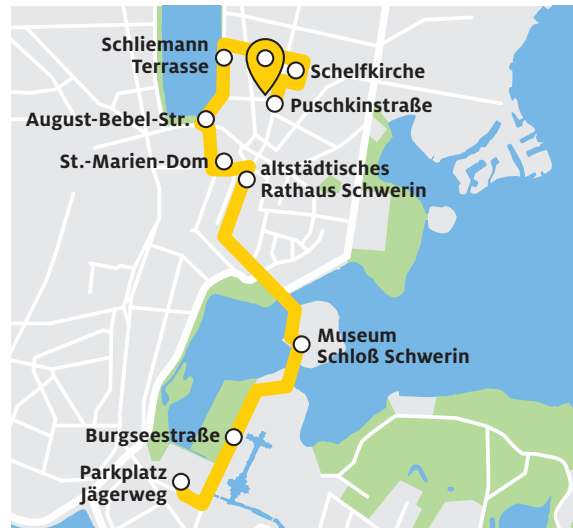 Schliemann
Terrasse
Schelfkirche
Puschkinstraße
August-Bebel-Str.
St.-Marien-Dom
altstädtisches
Rathaus Schwerin
Museum
Schloß Schwerin
Burgseestraße
Parkplatz
Jägerweg